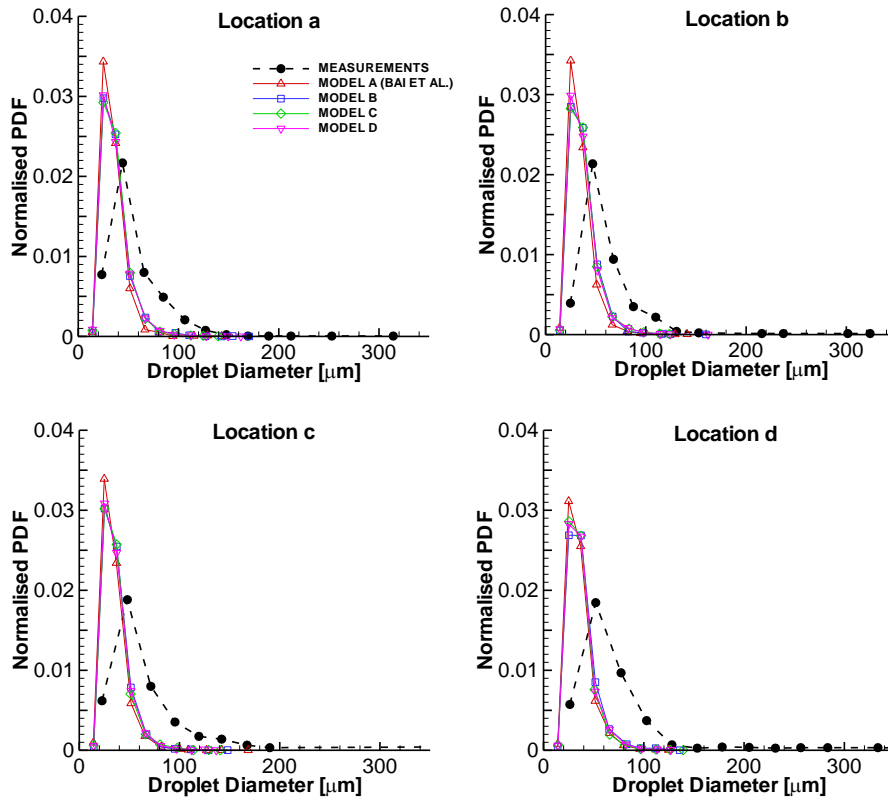 Location a
0.04
0.03
0.02
0.01
0
Normalised PDF
0 100 200 300
Droplet Diameter [μm]
MEASUREMENTS
MODEL A (BAI ET AL.)
MODEL B
MODEL C
MODEL D
Location b
0.04
0.03
0.02
0.01
0
Normalised PDF
0 100 200 300
Droplet Diameter [μm]
Location c
0.04
0.03
0.02
0.01
0
Normalised PDF
0 100 200 300
Droplet Diameter [μm]
Location d
0.04
0.03
0.02
0.01
0
Normalised PDF
0 100 200 300
Droplet Diameter [μm]